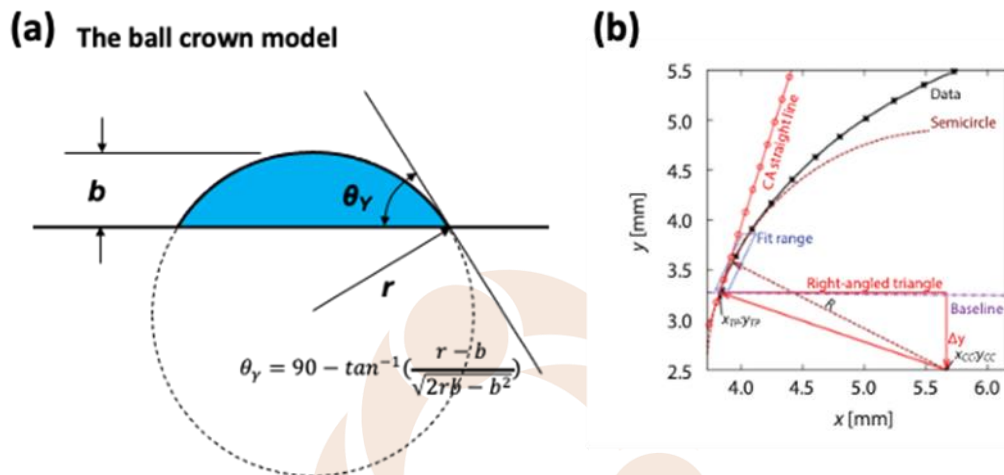 (a) The ball crown model
b
θY
r
θγ = 90 − tan⁻¹(r − b / √2rb − b²)
(b)
5.5
5.0
4.5
4.0
3.5
3.0
2.5
y [mm]
4.0 4.5 5.0 5.5 6.0
x [mm]
Data
Semicircle
CA straight line
Fit range
Right-angled triangle
R
Baseline
xTP,yTP
Δy
xCC,yCC